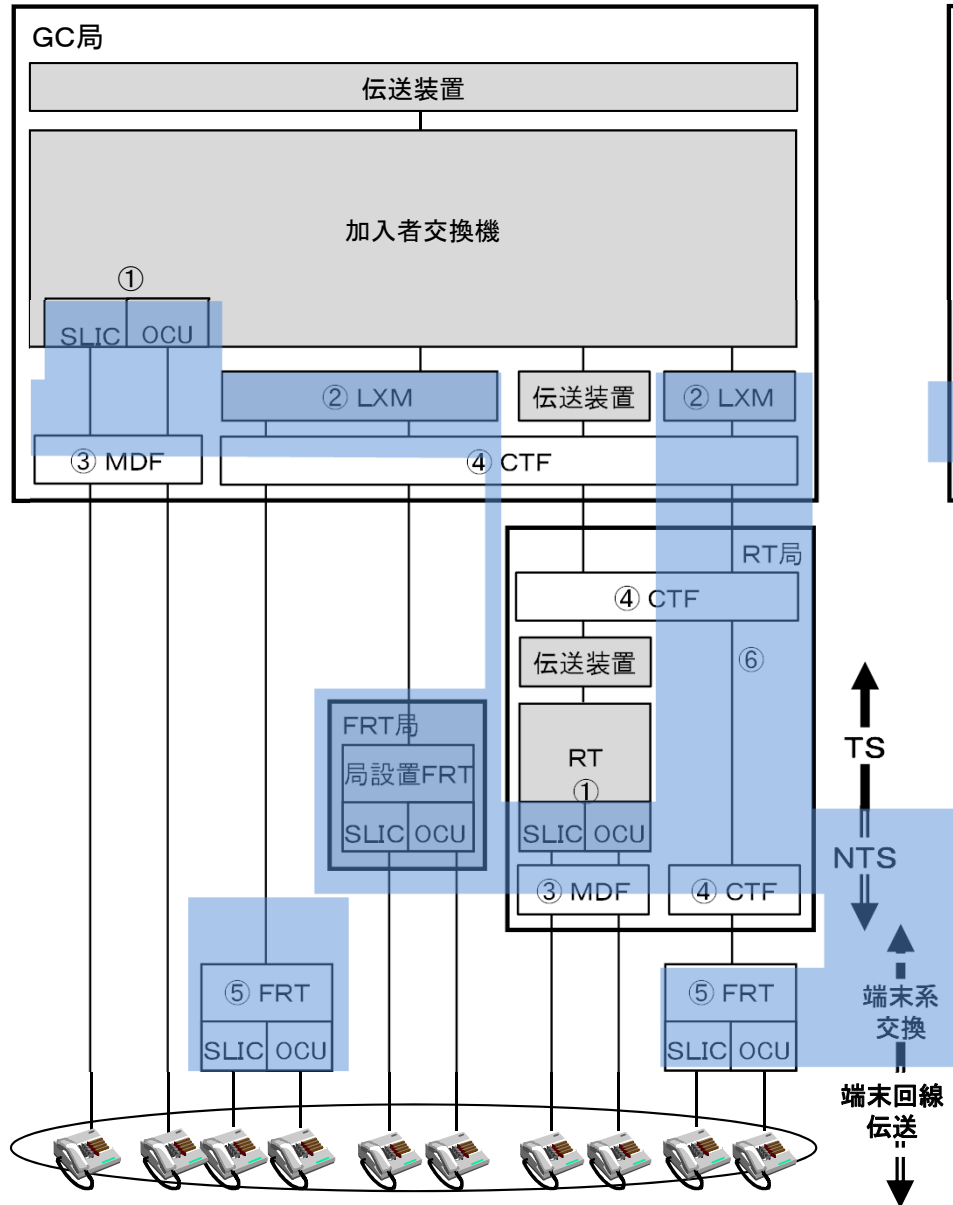 GC局
伝送装置
加入者交換機
①
SLIC OCU
② LXM 伝送装置 ② LXM
③ MDF ④ CTF
RT局
④ CTF
⑥
伝送装置
FRT局
局設置FRT
RT
①
TS
SLIC OCU SLIC OCU
NTS
③ MDF ④ CTF
⑤ FRT ⑤ FRT
端末系
交換
SLIC OCU SLIC OCU
端末回線
伝送